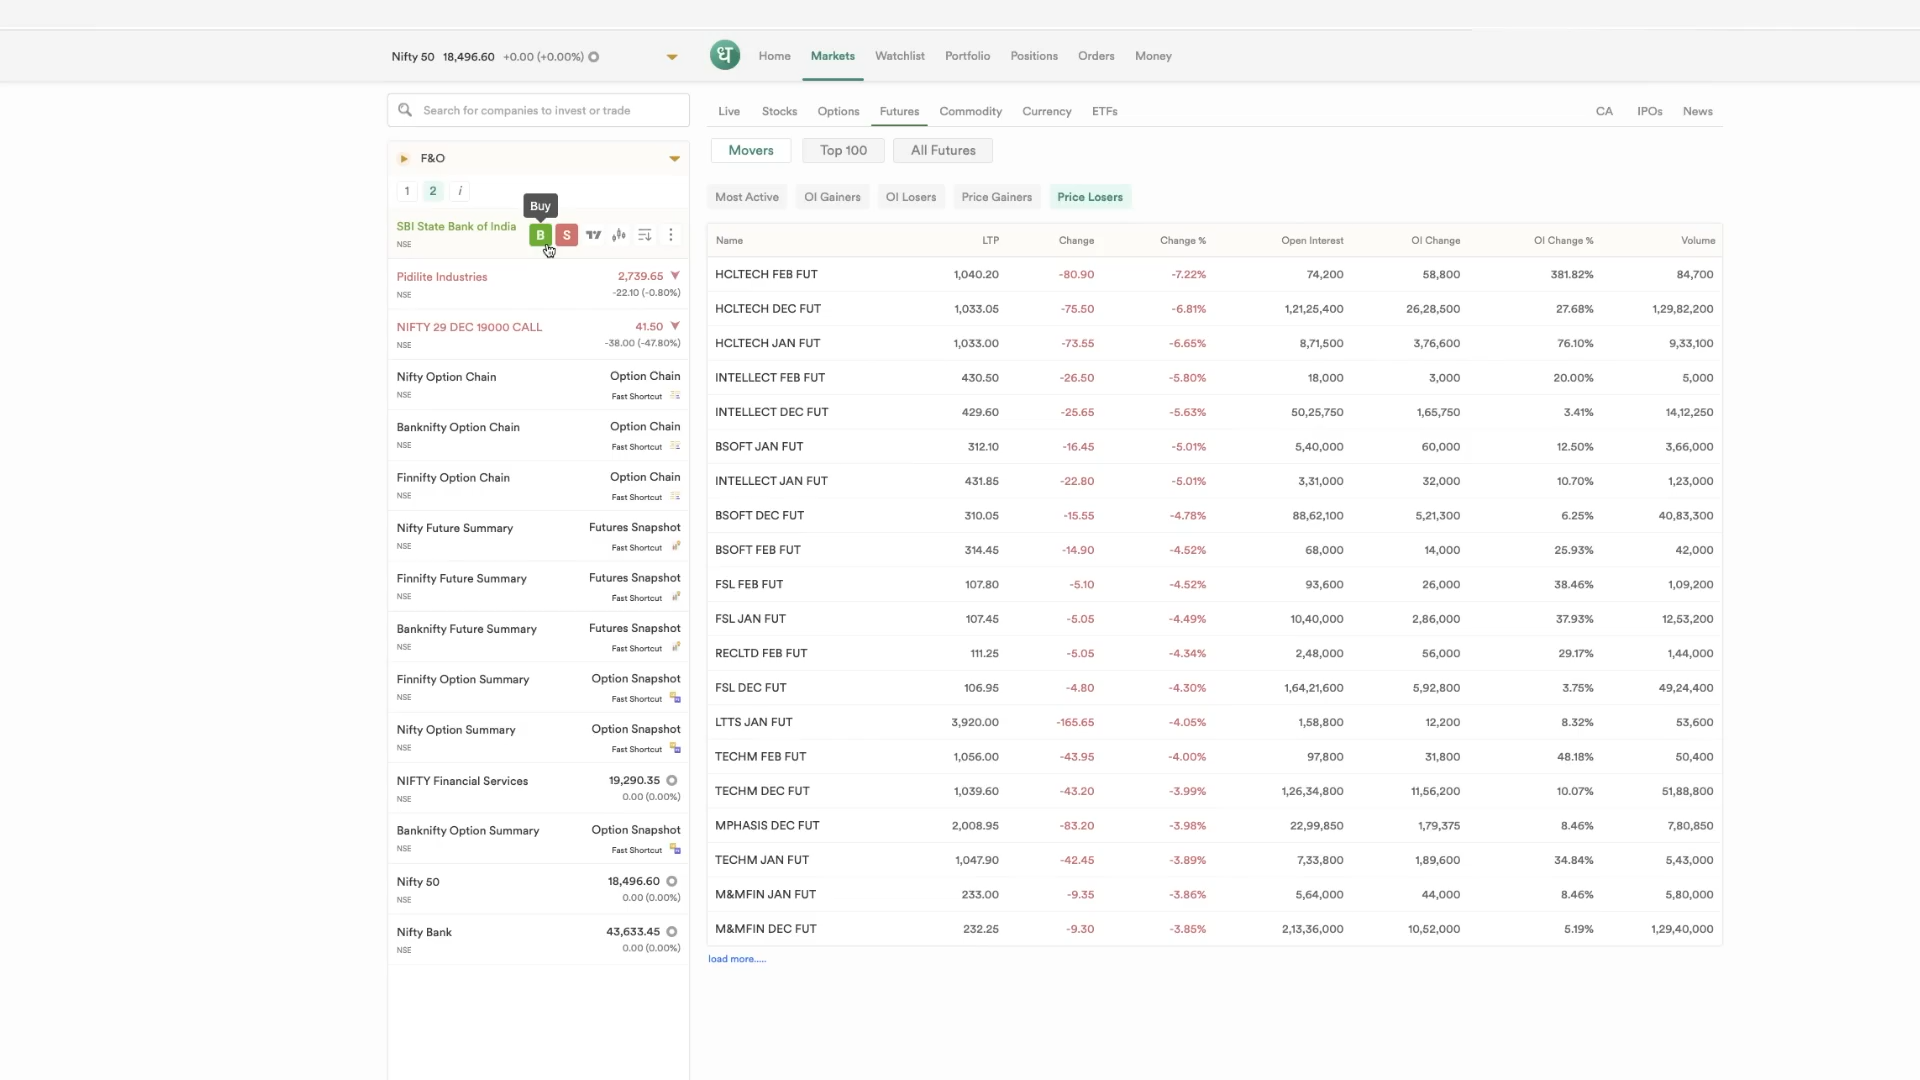 Nifty 50 18,496.60 +0.00 (+0.00%)
ध Home Markets Watchlist Portfolio Positions Orders Money
Search for companies to invest or trade
F&O
1 2 i
Buy
SBI State Bank of India B S
NSE
Pidilite Industries 2,739.65
NSE -22.10 (-0.80%)
NIFTY 29 DEC 19000 CALL 41.50
NSE -38.00 (-47.80%)
Nifty Option Chain Option Chain
NSE Fast Shortcut
Banknifty Option Chain Option Chain
NSE Fast Shortcut
Finnifty Option Chain Option Chain
NSE Fast Shortcut
Nifty Future Summary Futures Snapshot
NSE Fast Shortcut
Finnifty Future Summary Futures Snapshot
NSE Fast Shortcut
Banknifty Future Summary Futures Snapshot
NSE Fast Shortcut
Finnifty Option Summary Option Snapshot
NSE Fast Shortcut
Nifty Option Summary Option Snapshot
NSE Fast Shortcut
NIFTY Financial Services 19,290.35
NSE 0.00 (0.00%)
Banknifty Option Summary Option Snapshot
NSE Fast Shortcut
Nifty 50 18,496.60
NSE 0.00 (0.00%)
Nifty Bank 43,633.45
NSE 0.00 (0.00%)
Live Stocks Options Futures Commodity Currency ETFs CA IPOs News
Movers Top 100 All Futures
Most Active OI Gainers OI Losers Price Gainers Price Losers
Name LTP Change Change % Open Interest OI Change OI Change % Volume
HCLTECH FEB FUT 1,040.20 -80.90 -7.22% 74,200 58,800 381.82% 84,700
HCLTECH DEC FUT 1,033.05 -75.50 -6.81% 1,21,25,400 26,28,500 27.68% 1,29,82,200
HCLTECH JAN FUT 1,033.00 -73.55 -6.65% 8,71,500 3,76,600 76.10% 9,33,100
INTELLECT FEB FUT 430.50 -26.50 -5.80% 18,000 3,000 20.00% 5,000
INTELLECT DEC FUT 429.60 -25.65 -5.63% 50,25,750 1,65,750 3.41% 14,12,250
BSOFT JAN FUT 312.10 -16.45 -5.01% 5,40,000 60,000 12.50% 3,66,000
INTELLECT JAN FUT 431.85 -22.80 -5.01% 3,31,000 32,000 10.70% 1,23,000
BSOFT DEC FUT 310.05 -15.55 -4.78% 88,62,100 5,21,300 6.25% 40,83,300
BSOFT FEB FUT 314.45 -14.90 -4.52% 68,000 14,000 25.93% 42,000
FSL FEB FUT 107.80 -5.10 -4.52% 93,600 26,000 38.46% 1,09,200
FSL JAN FUT 107.45 -5.05 -4.49% 10,40,000 2,86,000 37.93% 12,53,200
RECLTD FEB FUT 111.25 -5.05 -4.34% 2,48,000 56,000 29.17% 1,44,000
FSL DEC FUT 106.95 -4.80 -4.30% 1,64,21,600 5,92,800 3.75% 49,24,400
LTTS JAN FUT 3,920.00 -165.65 -4.05% 1,58,800 12,200 8.32% 53,600
TECHM FEB FUT 1,056.00 -43.95 -4.00% 97,800 31,800 48.18% 50,400
TECHM DEC FUT 1,039.60 -43.20 -3.99% 1,26,34,800 11,56,200 10.07% 51,88,800
MPHASIS DEC FUT 2,008.95 -83.20 -3.98% 22,99,850 1,79,375 8.46% 7,80,850
TECHM JAN FUT 1,047.90 -42.45 -3.89% 7,33,800 1,89,600 34.84% 5,43,000
M&MFIN JAN FUT 233.00 -9.35 -3.86% 5,64,000 44,000 8.46% 5,80,000
M&MFIN DEC FUT 232.25 -9.30 -3.85% 2,13,36,000 10,52,000 5.19% 1,29,40,000
load more.....